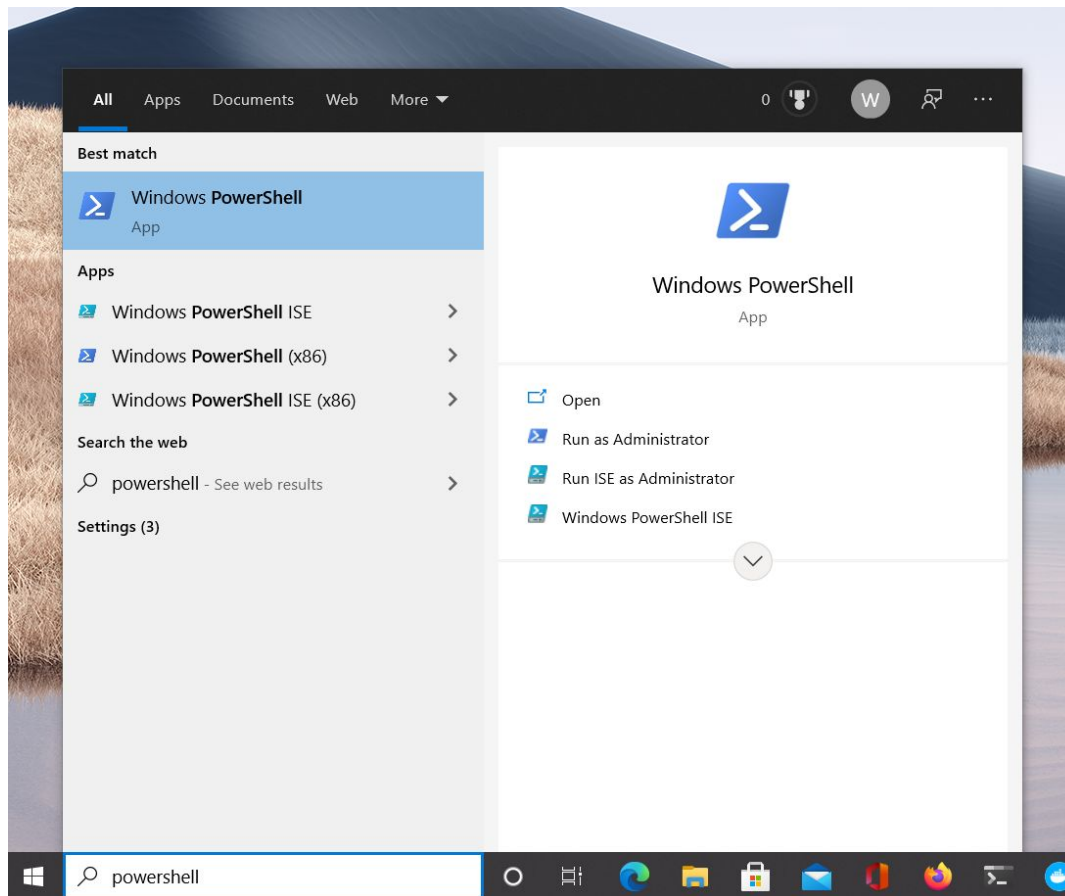 All Apps Documents Web More 0 W
Best match
Windows PowerShell
App
Apps
Windows PowerShell ISE
Windows PowerShell (x86)
Windows PowerShell ISE (x86)
Search the web
powershell - See web results
Settings (3)
Windows PowerShell
App
Open
Run as Administrator
Run ISE as Administrator
Windows PowerShell ISE
powershell